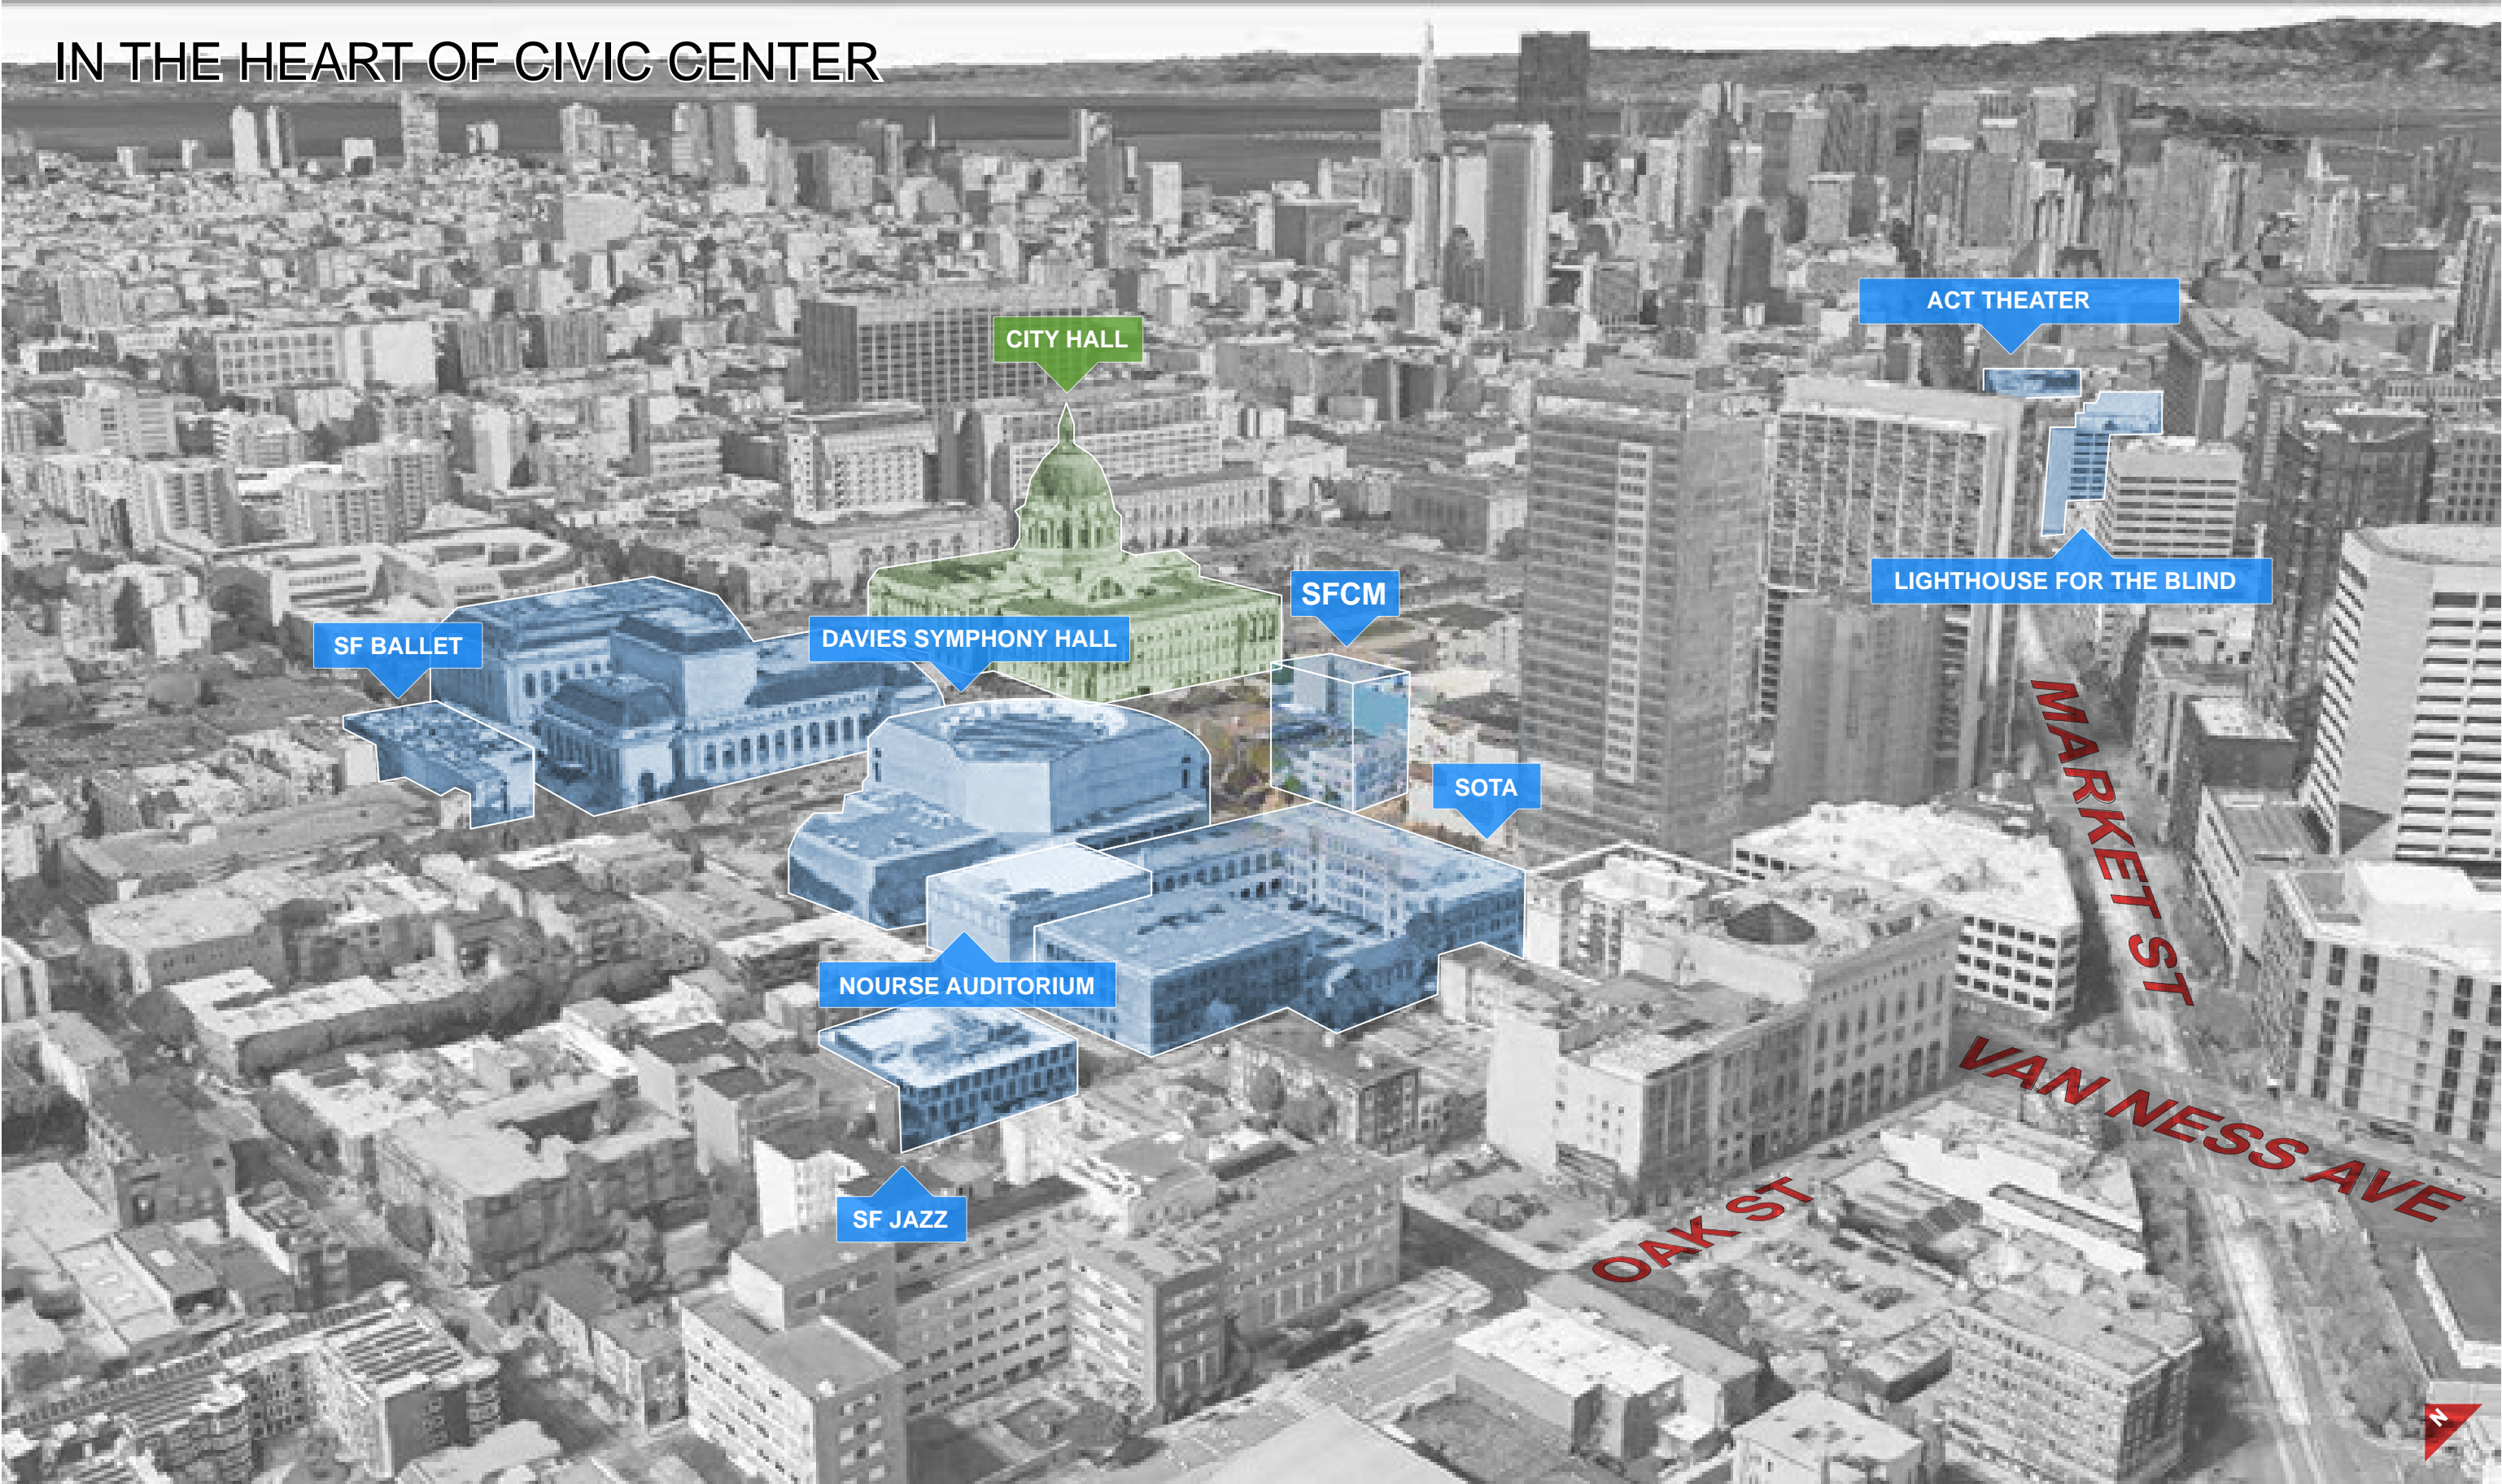 IN THE HEART OF CIVIC CENTER
ACT THEATER
CITY HALL
LIGHTHOUSE FOR THE BLIND
SFCM
SF BALLET
DAVIES SYMPHONY HALL
SOTA
MARKET ST
NOURSE AUDITORIUM
VAN NESS AVE
SF JAZZ
OAK ST
N